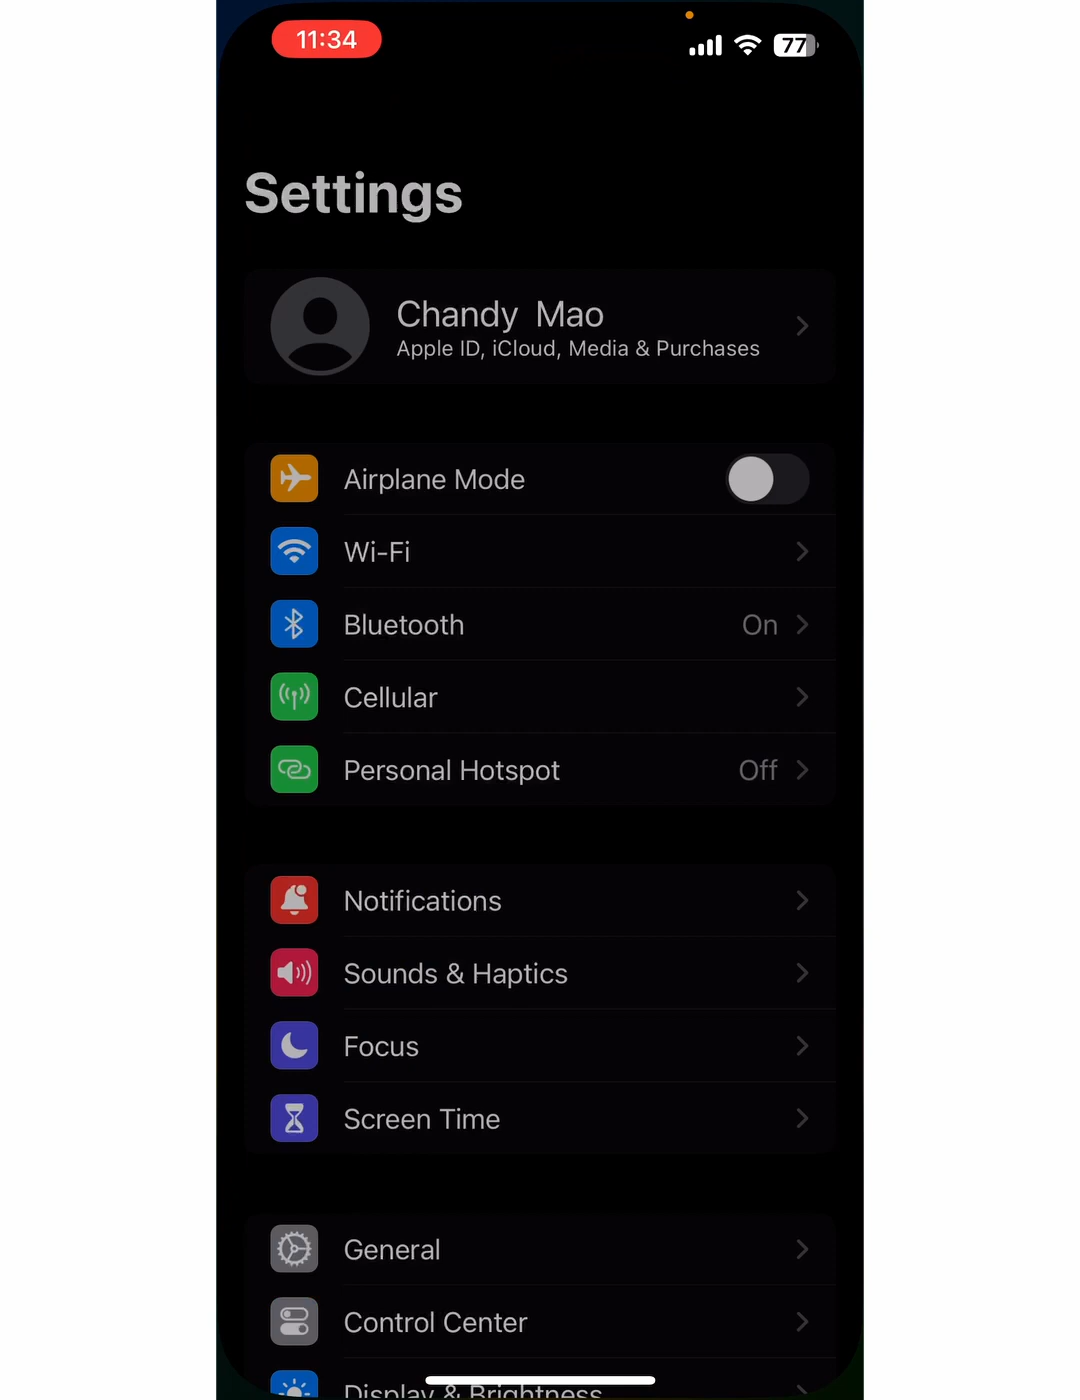 11:34
77
Settings
Chandy Mao
Apple ID, iCloud, Media & Purchases
Airplane Mode
Wi-Fi
Bluetooth On
Cellular
Personal Hotspot Off
Notifications
Sounds & Haptics
Focus
Screen Time
General
Control Center
Display & Brightness